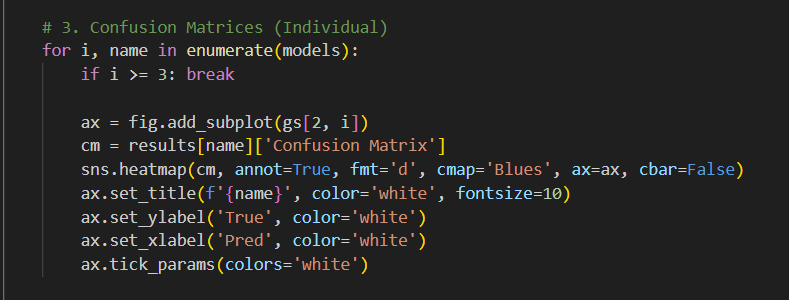 # 3. Confusion Matrices (Individual)
for i, name in enumerate(models):
if i >= 3: break
ax = fig.add_subplot(gs[2, i])
cm = results[name]['Confusion Matrix']
sns.heatmap(cm, annot=True, fmt='d', cmap='Blues', ax=ax, cbar=False)
ax.set_title(f'{name}', color='white', fontsize=10)
ax.set_ylabel('True', color='white')
ax.set_xlabel('Pred', color='white')
ax.tick_params(colors='white')